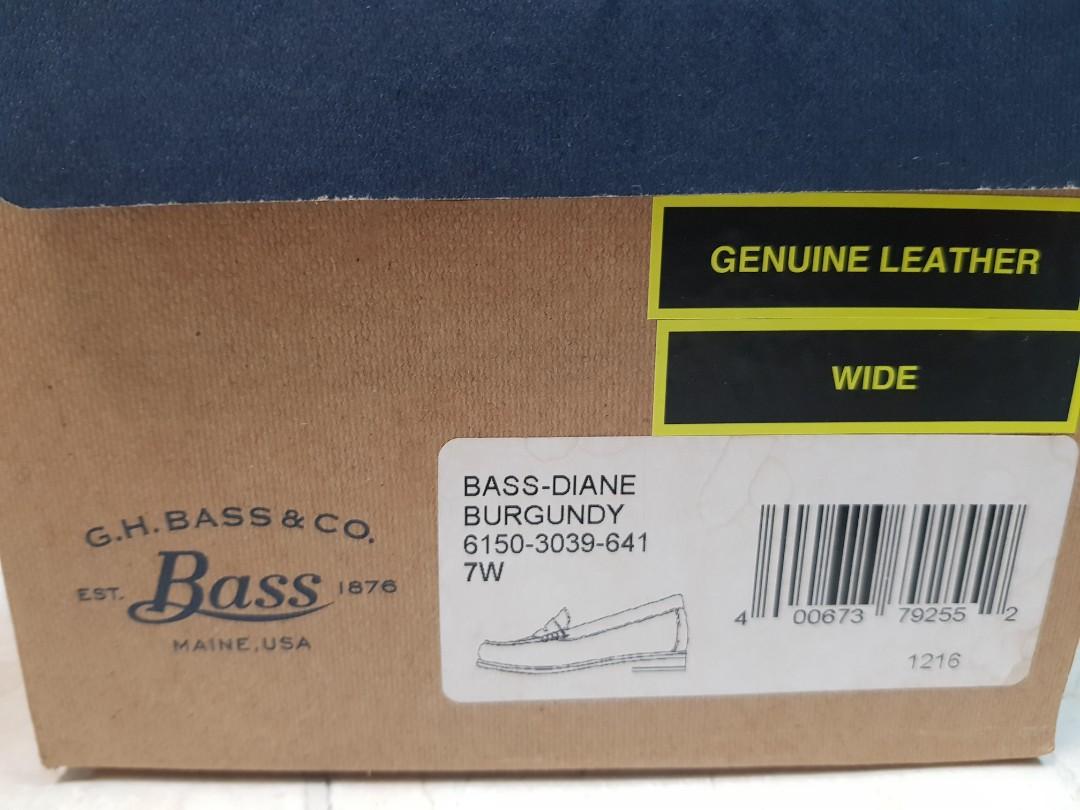 GENUINE LEATHER
WIDE
BASS-DIANE
BURGUNDY
6150-3039-641
7W
4 00673 79255 2
1216
G.H. BASS & CO.
EST. Bass 1876
MAINE, USA